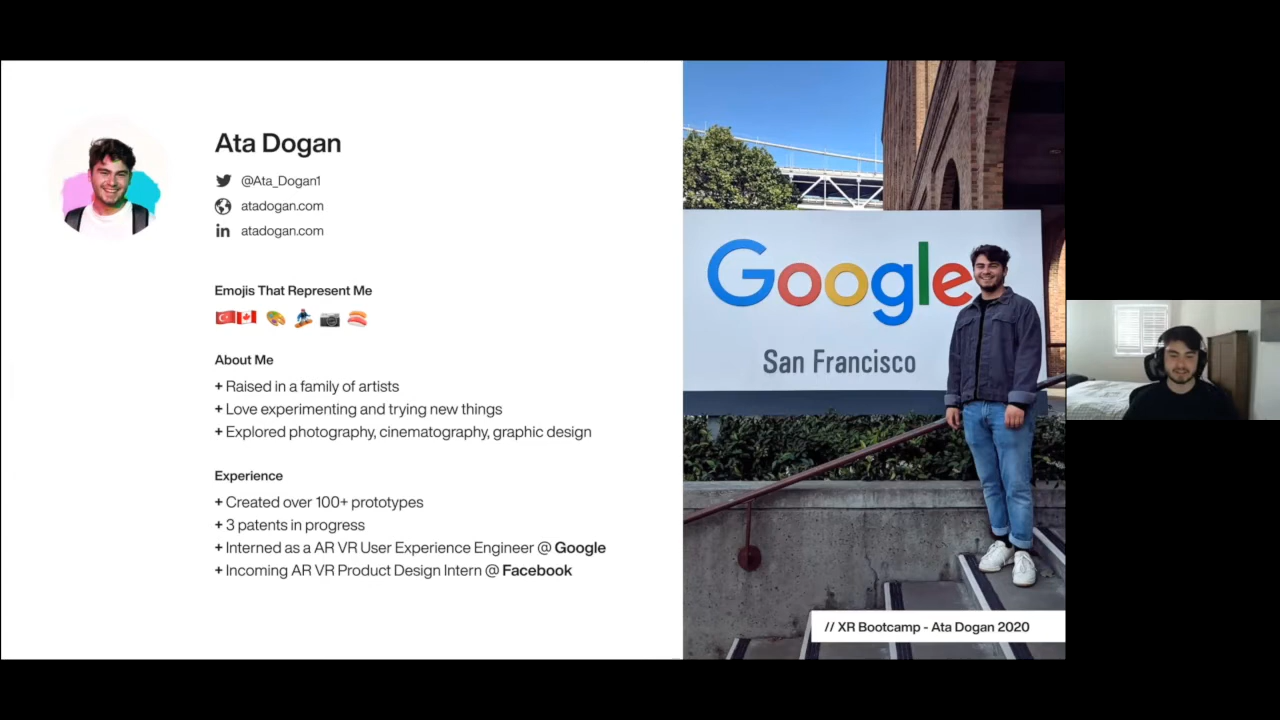 Ata Dogan
@Ata_Dogan1
atadogan.com
in atadogan.com
Emojis That Represent Me
About Me
+ Raised in a family of artists
+ Love experimenting and trying new things
+ Explored photography, cinematography, graphic design
Experience
+ Created over 100+ prototypes
+ 3 patents in progress
+ Interned as a AR VR User Experience Engineer @ Google
+ Incoming AR VR Product Design Intern @ Facebook
Google
San Francisco
// XR Bootcamp - Ata Dogan 2020